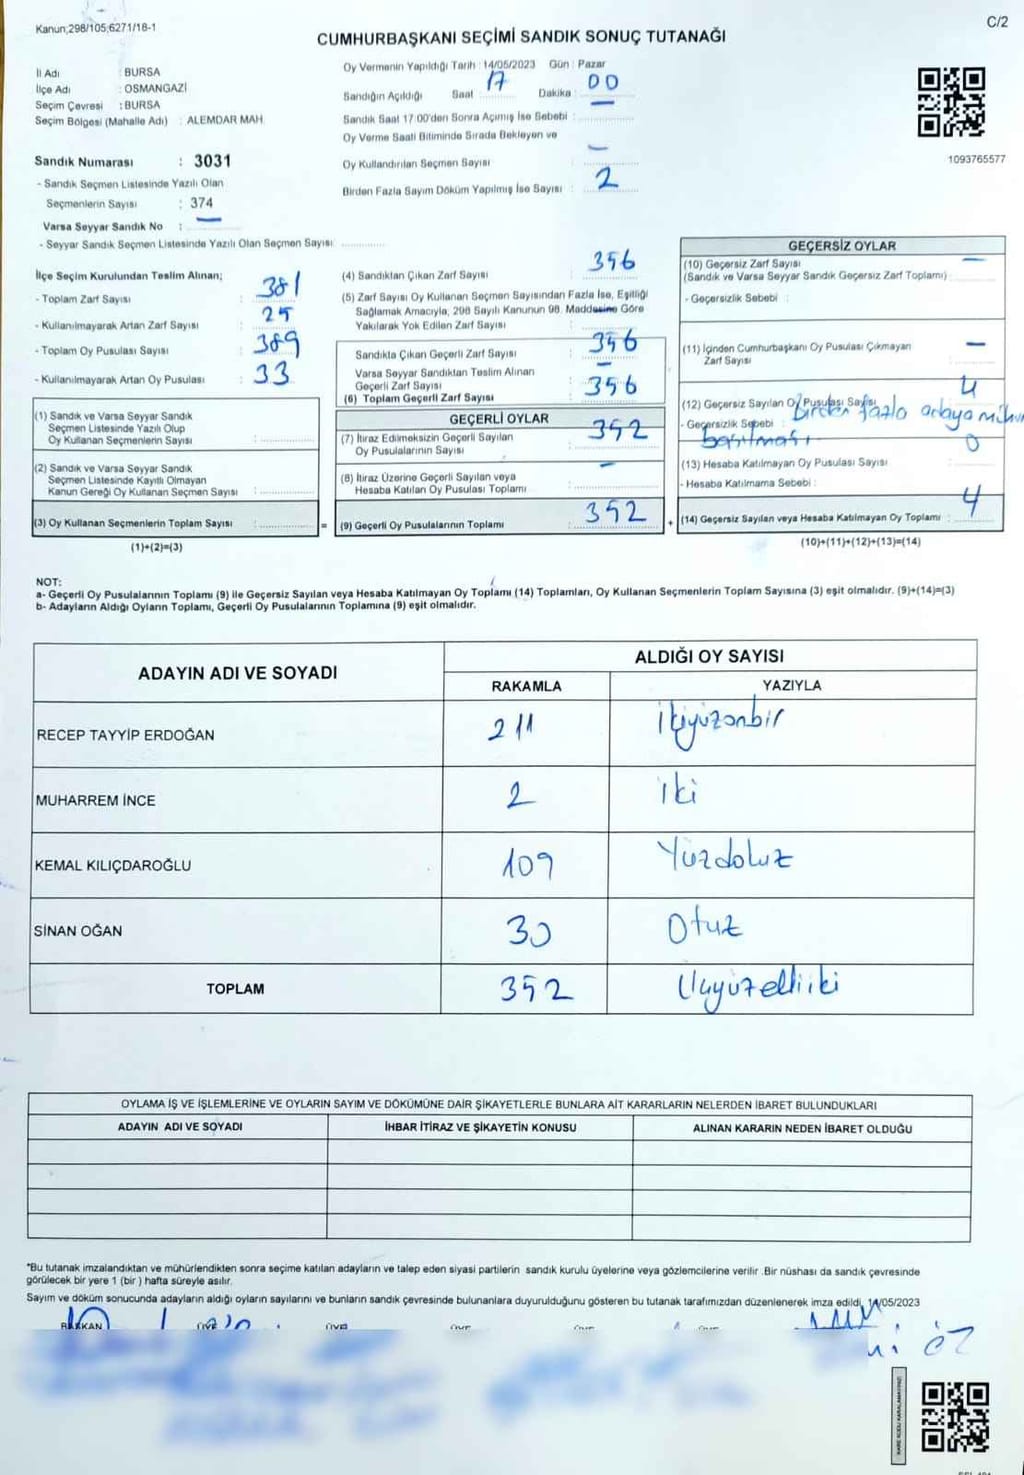 Kanun;298/105;6271/18-1
C/2
CUMHURBAŞKANI SEÇİMİ SANDIK SONUÇ TUTANAĞI
İl Adı : BURSA
İlçe Adı : OSMANGAZİ
Seçim Çevresi : BURSA
Seçim Bölgesi (Mahalle Adı) : ALEMDAR MAH.
Sandık Numarası : 3031
- Sandık Seçmen Listesinde Yazılı Olan
Seçmenlerin Sayısı : 374
Varsa Seyyar Sandık No : —
- Seyyar Sandık Seçmen Listesinde Yazılı Olan Seçmen Sayısı
Oy Vermenin Yapıldığı Tarih : 14/05/2023 Gün : Pazar
Sandığın Açıldığı Saat : 17 Dakika : 00
Sandık Saat 17:00'den Sonra Açılmış İse Sebebi : —
Oy Verme Saati Bitiminde Sırada Bekleyen ve
Oy Kullandırılan Seçmen Sayısı : —
Birden Fazla Sayım Döküm Yapılmış İse Sayısı : 2
1093765577
İlçe Seçim Kurulundan Teslim Alınan;
- Toplam Zarf Sayısı : 381
- Kullanılmayarak Artan Zarf Sayısı : 25
- Toplam Oy Pusulası Sayısı : 389
- Kullanılmayarak Artan Oy Pusulası : 33
(1) Sandık ve Varsa Seyyar Sandık
Seçmen Listesinde Yazılı Olup
Oy Kullanan Seçmenlerin Sayısı :
(2) Sandık ve Varsa Seyyar Sandık
Seçmen Listesinde Kayıtlı Olmayan
Kanun Gereği Oy Kullanan Seçmen Sayısı :
(3) Oy Kullanan Seçmenlerin Toplam Sayısı : =
(1)+(2)=(3)
(4) Sandıktan Çıkan Zarf Sayısı : 356
(5) Zarf Sayısı Oy Kullanan Seçmen Sayısından Fazla İse, Eşitliği
Sağlamak Amacıyla, 298 Sayılı Kanunun 98. Maddesine Göre
Yakılarak Yok Edilen Zarf Sayısı : —
Sandıkta Çıkan Geçerli Zarf Sayısı : 356
Varsa Seyyar Sandıktan Teslim Alınan
Geçerli Zarf Sayısı : —
(6) Toplam Geçerli Zarf Sayısı : 356
GEÇERLİ OYLAR
(7) İtiraz Edilmeksizin Geçerli Sayılan
Oy Pusulalarının Sayısı : 352
(8) İtiraz Üzerine Geçerli Sayılan veya
Hesaba Katılan Oy Pusulası Toplamı : —
(9) Geçerli Oy Pusulalarının Toplamı : 352 +
GEÇERSİZ OYLAR
(10) Geçersiz Zarf Sayısı —
(Sandık ve Varsa Seyyar Sandık Geçersiz Zarf Toplamı)
- Geçersizlik Sebebi :
(11) İçinden Cumhurbaşkanı Oy Pusulası Çıkmayan
Zarf Sayısı —
(12) Geçersiz Sayılan Oy Pusulası Sayısı : 4
- Geçersizlik Sebebi : Birden fazla adaya mühür
basılması
(13) Hesaba Katılmayan Oy Pusulası Sayısı : 0
- Hesaba Katılmama Sebebi :
(14) Geçersiz Sayılan veya Hesaba Katılmayan Oy Toplamı : 4
(10)+(11)+(12)+(13)=(14)
NOT:
a- Geçerli Oy Pusulalarının Toplamı (9) ile Geçersiz Sayılan veya Hesaba Katılmayan Oy Toplamı (14) Toplamları, Oy Kullanan Seçmenlerin Toplam Sayısına (3) eşit olmalıdır. (9)+(14)=(3)
b- Adayların Aldığı Oyların Toplamı, Geçerli Oy Pusulalarının Toplamına (9) eşit olmalıdır.
ADAYIN ADI VE SOYADI
ALDIĞI OY SAYISI
RAKAMLA YAZIYLA
RECEP TAYYİP ERDOĞAN 211 İkiyüzonbir
MUHARREM İNCE 2 iki
KEMAL KILIÇDAROĞLU 109 Yüzdokuz
SİNAN OĞAN 30 Otuz
TOPLAM 352 Üçyüzelliiki
OYLAMA İŞ VE İŞLEMLERİNE VE OYLARIN SAYIM VE DÖKÜMÜNE DAİR ŞİKAYETLERLE BUNLARA AİT KARARLARIN NELERDEN İBARET BULUNDUKLARI
ADAYIN ADI VE SOYADI İHBAR İTİRAZ VE ŞİKAYETİN KONUSU ALINAN KARARIN NEDEN İBARET OLDUĞU
*Bu tutanak imzalandıktan ve mühürlendikten sonra seçime katılan adayların ve talep eden siyasi partilerin sandık kurulu üyelerine veya gözlemcilerine verilir .Bir nüshası da sandık çevresinde
görülecek bir yere 1 (bir ) hafta süreyle asılır.
Sayım ve döküm sonucunda adayların aldığı oyların sayılarını ve bunların sandık çevresinde bulunanlara duyurulduğunu gösteren bu tutanak tarafımızdan düzenlenerek imza edildi. 14/05/2023
BAŞKAN ÜYE ÜYE